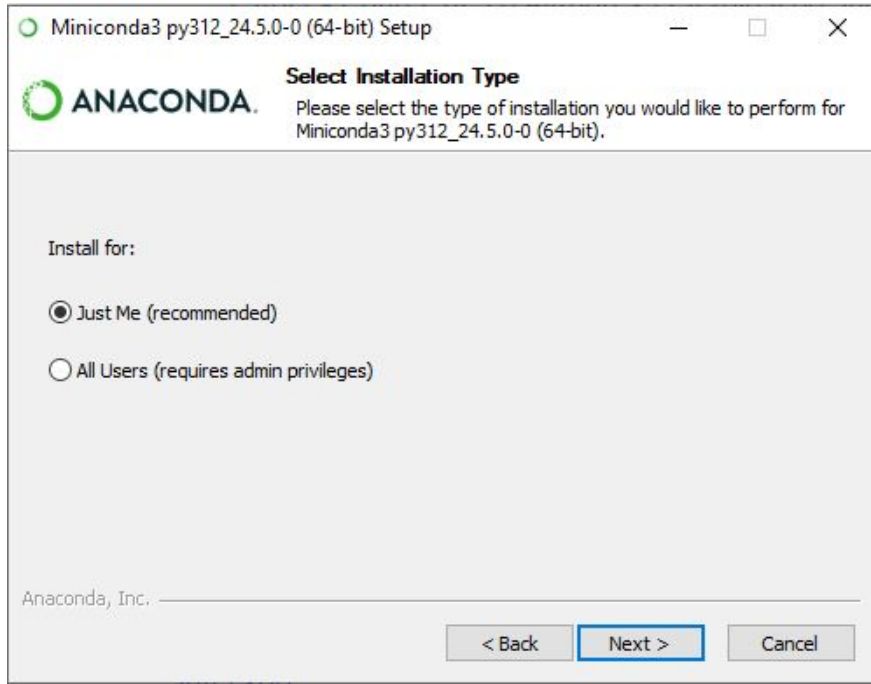 Miniconda3 py312_24.5.0-0 (64-bit) Setup
ANACONDA.
Select Installation Type
Please select the type of installation you would like to perform for
Miniconda3 py312_24.5.0-0 (64-bit).
Install for:
Just Me (recommended)
All Users (requires admin privileges)
Anaconda, Inc.
< Back
Next >
Cancel